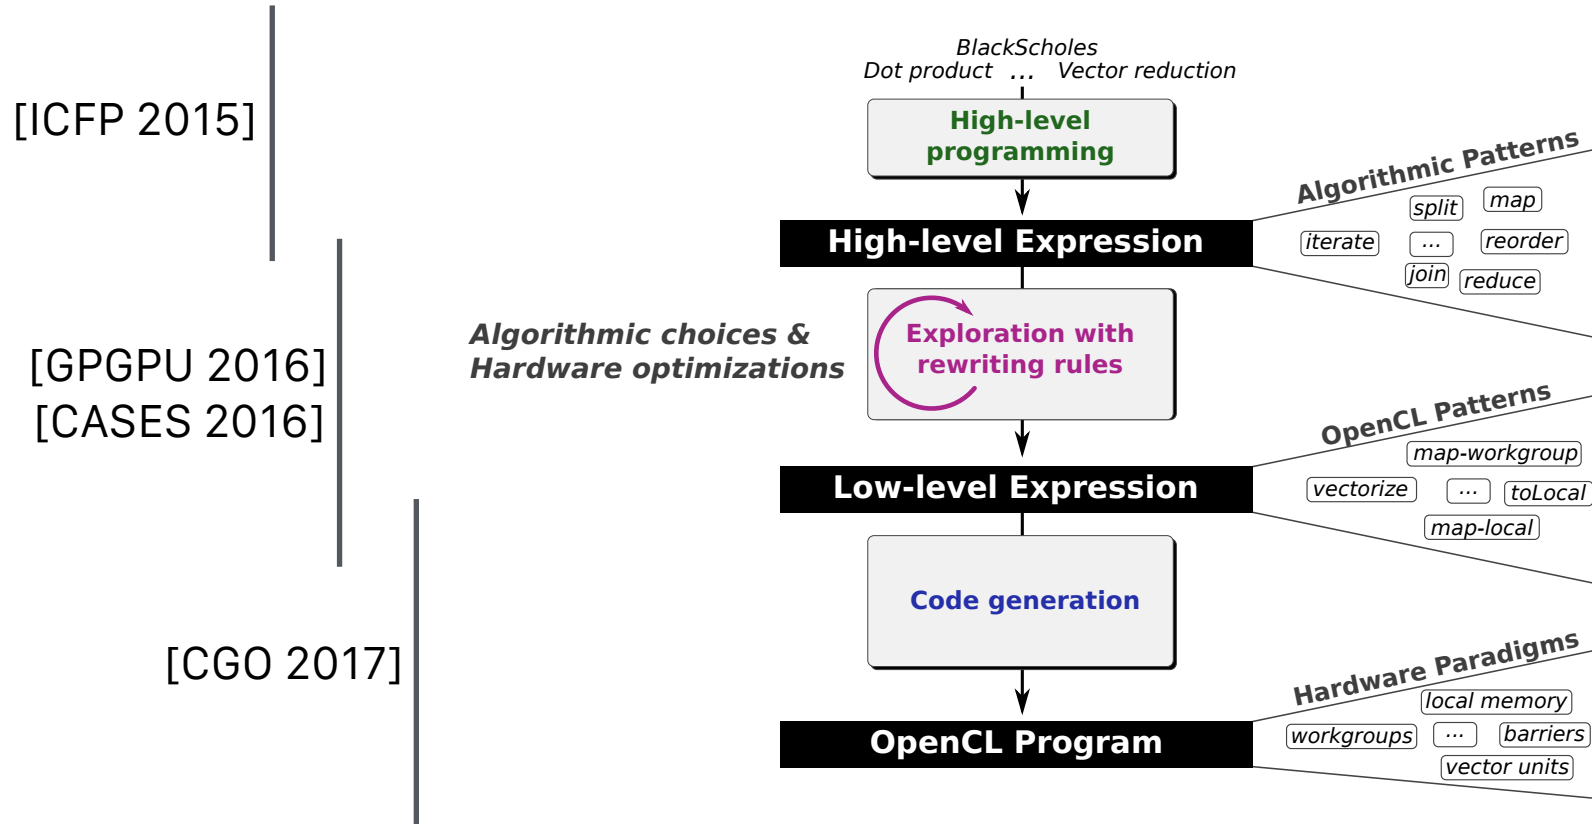 [ICFP 2015]
[GPGPU 2016]
[CASES 2016]
[CGO 2017]
BlackScholes
Dot product ... Vector reduction
High-level
programming
High-level Expression
Algorithmic Patterns
split
map
iterate
...
reorder
join
reduce
Algorithmic choices &
Hardware optimizations
Exploration with
rewriting rules
Low-level Expression
OpenCL Patterns
map-workgroup
vectorize
...
toLocal
map-local
Code generation
OpenCL Program
Hardware Paradigms
local memory
workgroups
...
barriers
vector units